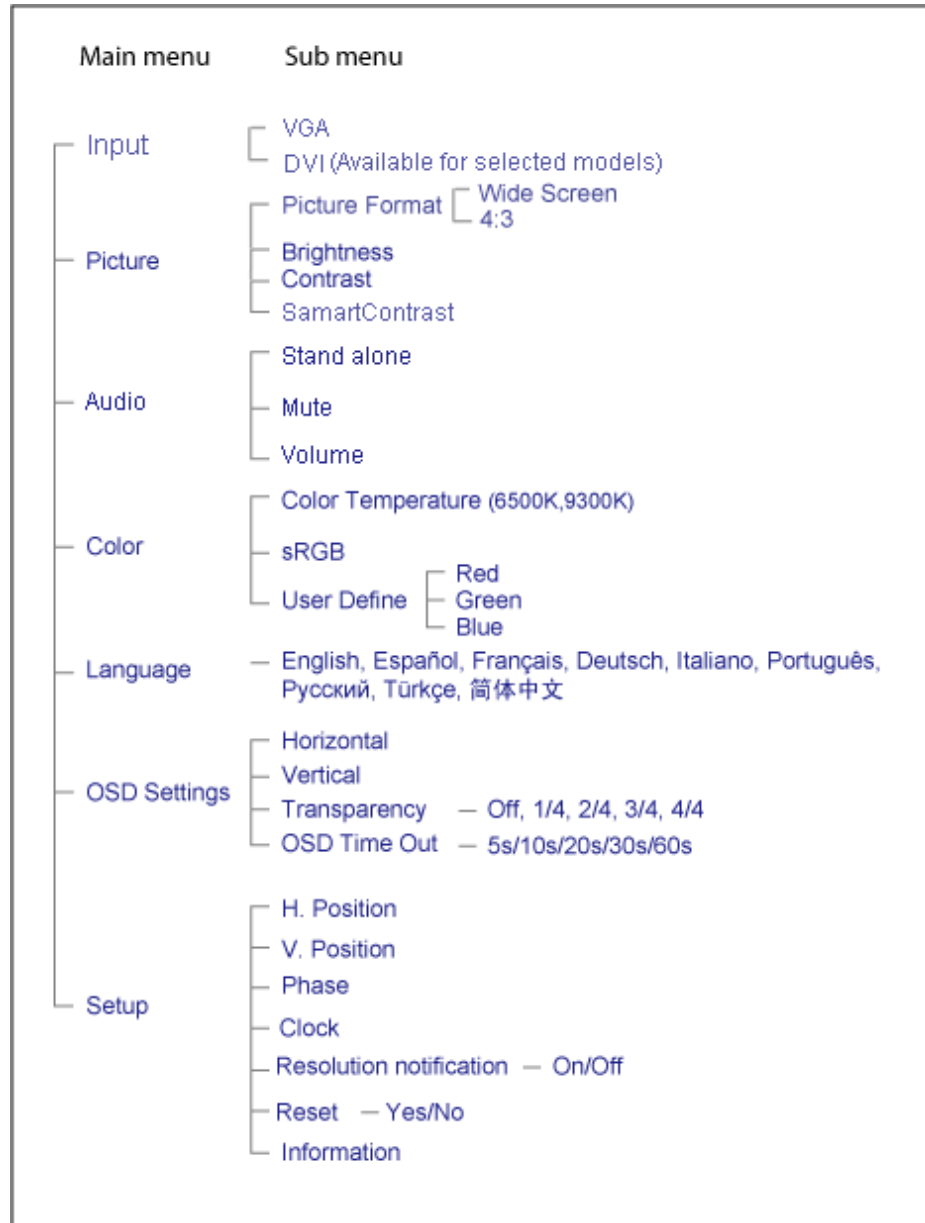 Main menu Sub menu
Input
VGA
DVI (Available for selected models)
Picture
Picture Format
Wide Screen
4:3
Brightness
Contrast
SamartContrast
Audio
Stand alone
Mute
Volume
Color
Color Temperature (6500K,9300K)
sRGB
User Define
Red
Green
Blue
Language
English, Español, Français, Deutsch, Italiano, Português,
Русский, Türkçe, 简体中文
OSD Settings
Horizontal
Vertical
Transparency — Off, 1/4, 2/4, 3/4, 4/4
OSD Time Out — 5s/10s/20s/30s/60s
Setup
H. Position
V. Position
Phase
Clock
Resolution notification — On/Off
Reset — Yes/No
Information